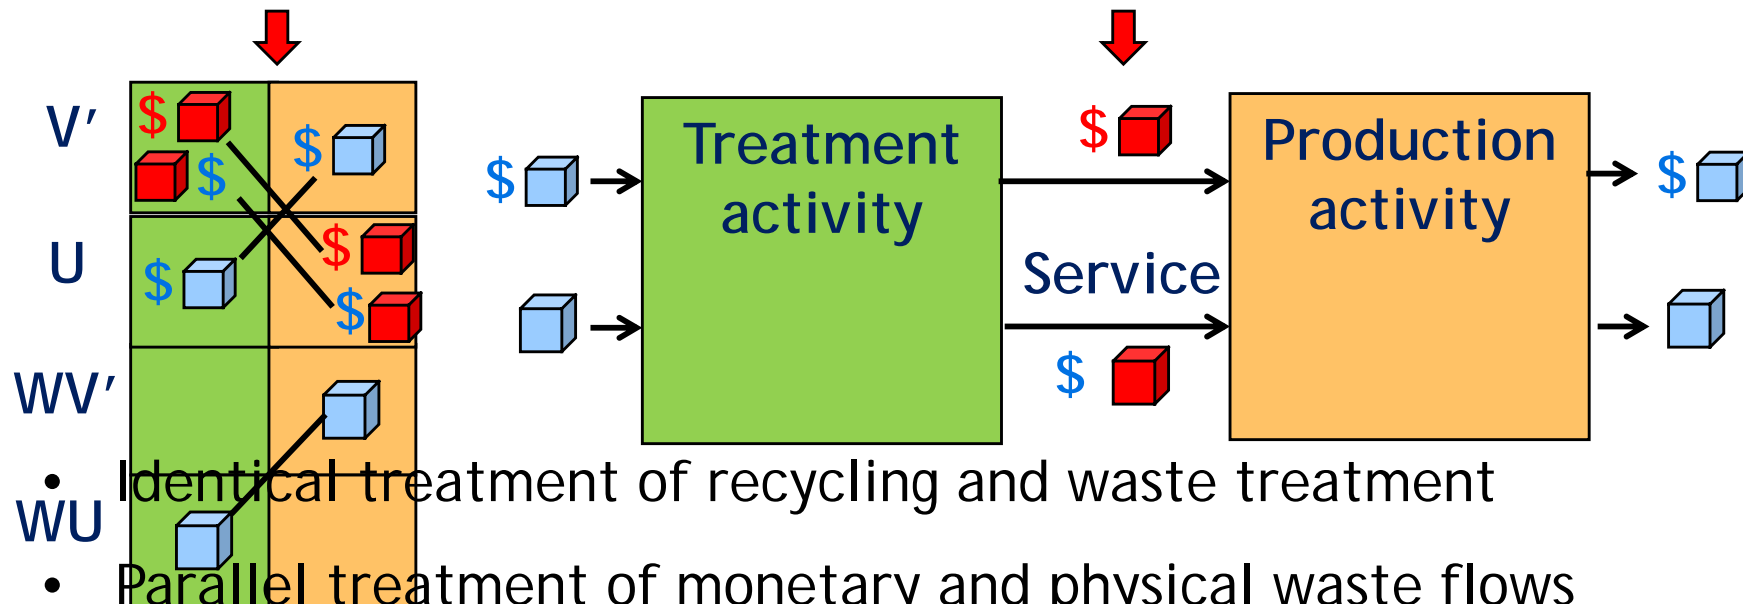 V′
$ $
$
U
$
$
$
WV′
WU
$
Treatment
activity
$
Service
$
Production
activity
$
• Identical treatment of recycling and waste treatment
• Parallel treatment of monetary and physical waste flows